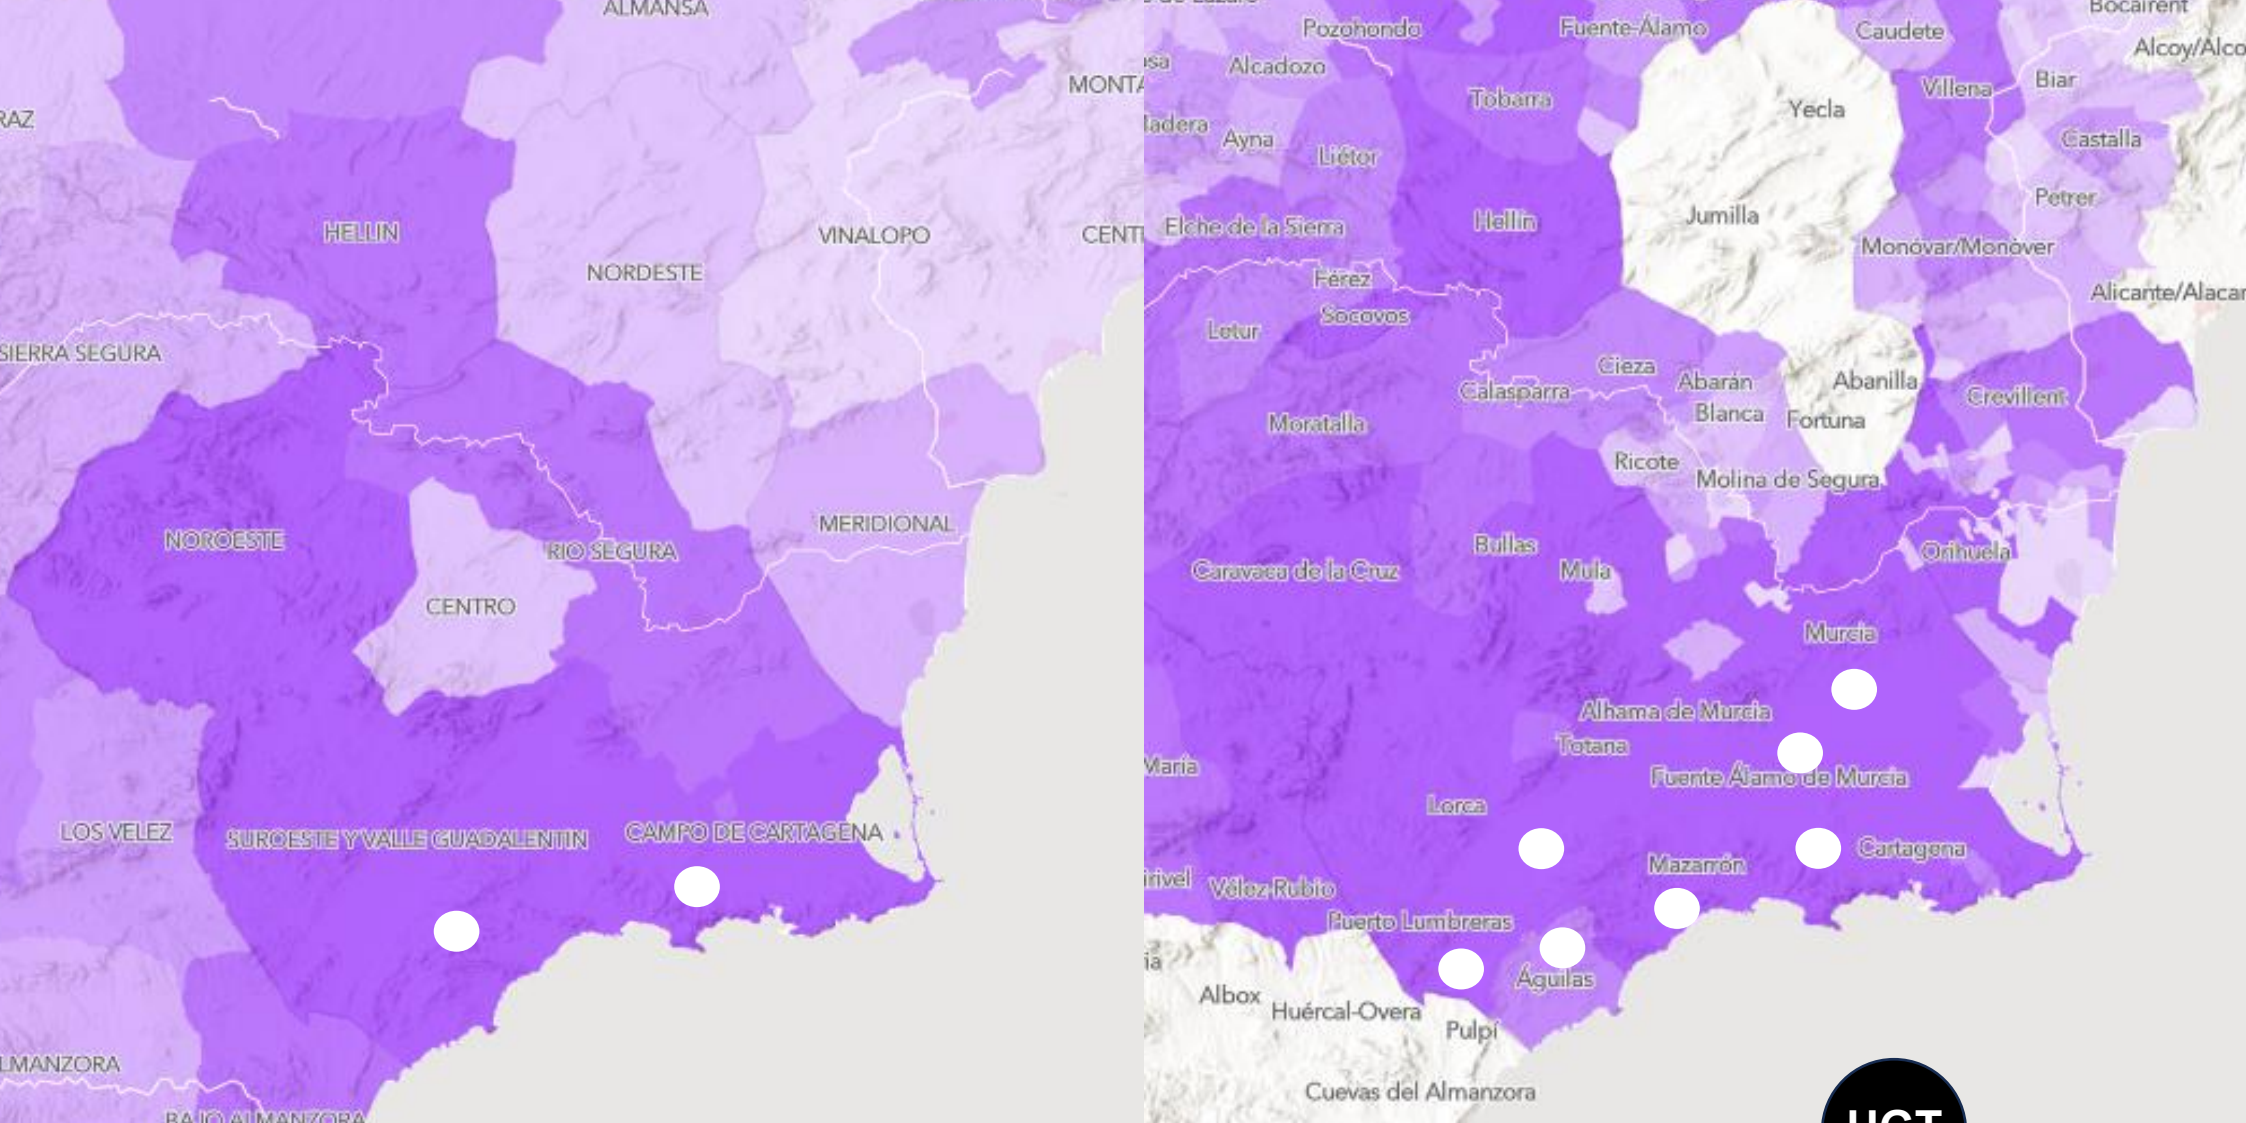 ALMANSA
MONTA
RAZ
HELLIN
VINALOPO
CENT
NORDESTE
SIERRA SEGURA
NOROESTE
RIO SEGURA
MERIDIONAL
CENTRO
LOS VELEZ
SUROESTE Y VALLE GUADALENTIN
CAMPO DE CARTAGENA
LMANZORA
BAJO ALMANZORA
Bocairent
Pozohondo
Fuente-Álamo
Caudete
Alcoy/Alco
Alcadozo
Biar
Villena
Tobarra
Yecla
Ayna
Castalla
Liétor
Petrer
Jumilla
Hellín
Elche de la Sierra
Monóvar/Monòver
Férez
Alicante/Alacan
Socovos
Letur
Cieza
Abarán
Abanilla
Calasparra
Crevillent
Blanca
Fortuna
Moratalla
Ricote
Molina de Segura
Bullas
Orihuela
Caravaca de la Cruz
Mula
Murcia
Alhama de Murcia
Totana
María
Fuente Álamo de Murcia
Lorca
Cartagena
Mazarrón
irivel
Vélez-Rubio
Puerto Lumbreras
Águilas
Albox
Huércal-Overa
Pulpí
Cuevas del Almanzora
UGT